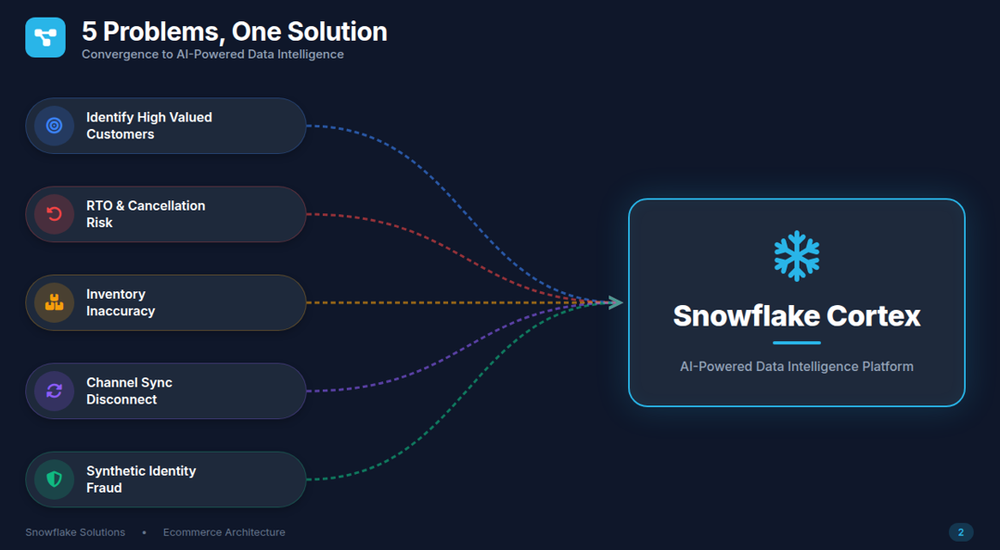 5 Problems, One Solution
Convergence to AI-Powered Data Intelligence
Identify High Valued
Customers
RTO & Cancellation
Risk
Inventory
Inaccuracy
Channel Sync
Disconnect
Synthetic Identity
Fraud
Snowflake Cortex
AI-Powered Data Intelligence Platform
Snowflake Solutions • Ecommerce Architecture
2